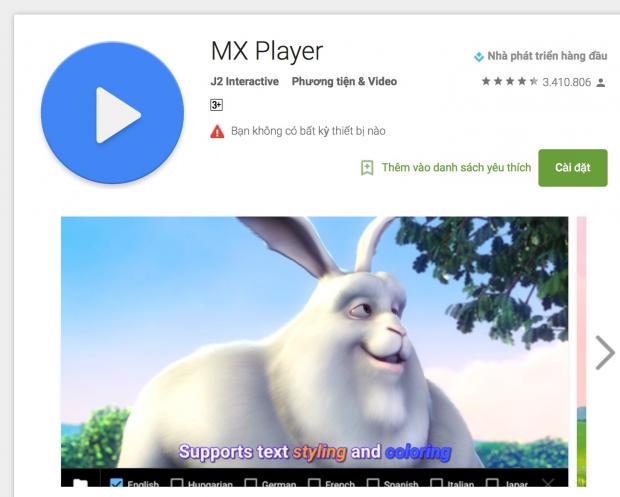 MX Player
Nhà phát triển hàng đầu
J2 Interactive Phương tiện & Video
3.410.806
3+
Bạn không có bất kỳ thiết bị nào
Thêm vào danh sách yêu thích
Cài đặt
Supports text styling and coloring
English Hungarian German French Spanish Italian